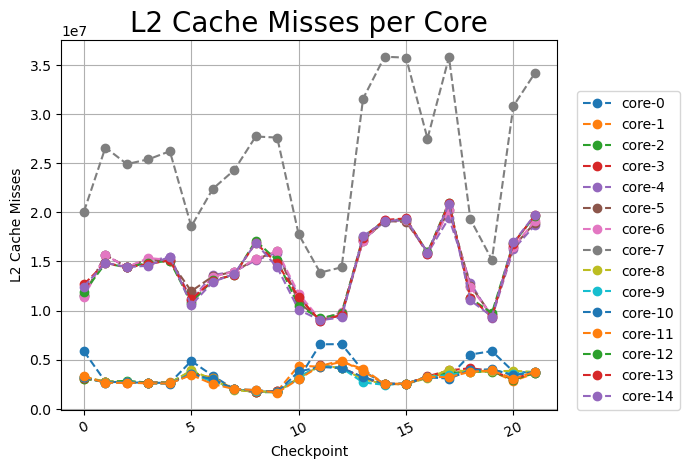 L2 Cache Misses per Core
1e7
3.5
3.0
2.5
2.0
1.5
1.0
0.5
0.0
L2 Cache Misses
0
5
10
15
20
Checkpoint
core-0
core-1
core-2
core-3
core-4
core-5
core-6
core-7
core-8
core-9
core-10
core-11
core-12
core-13
core-14